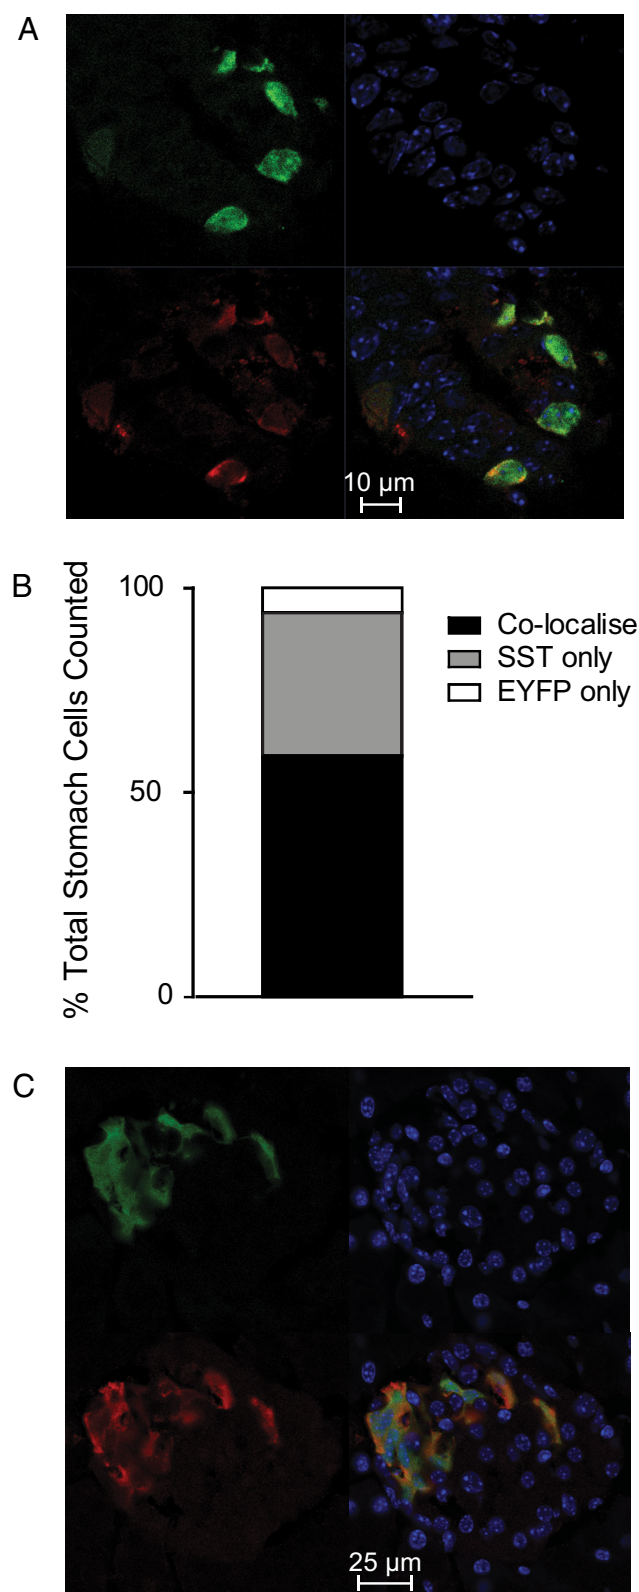 A
10 µm
B
% Total Stomach Cells Counted
100
50
0
Co-localise
SST only
EYFP only
C
25 µm